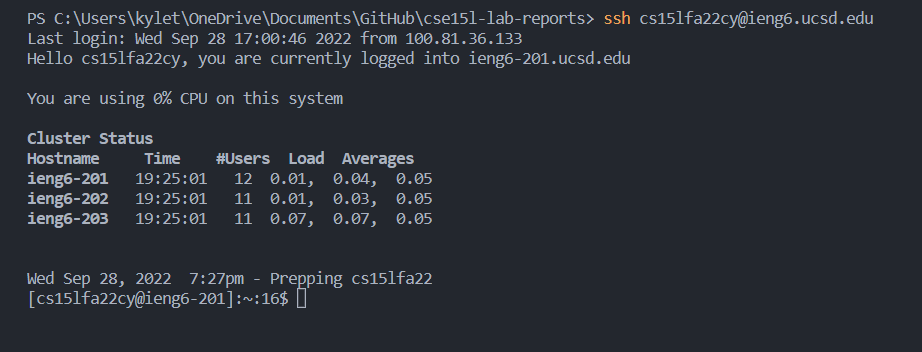 PS C:\Users\kylet\OneDrive\Documents\GitHub\cse15l-lab-reports> ssh cs15lfa22cy@ieng6.ucsd.edu
Last login: Wed Sep 28 17:00:46 2022 from 100.81.36.133
Hello cs15lfa22cy, you are currently logged into ieng6-201.ucsd.edu
You are using 0% CPU on this system
Cluster Status
Hostname     Time    #Users  Load  Averages
ieng6-201   19:25:01   12  0.01,  0.04,  0.05
ieng6-202   19:25:01   11  0.01,  0.03,  0.05
ieng6-203   19:25:01   11  0.07,  0.07,  0.05
Wed Sep 28, 2022  7:27pm - Prepping cs15lfa22
[cs15lfa22cy@ieng6-201]:~:16$